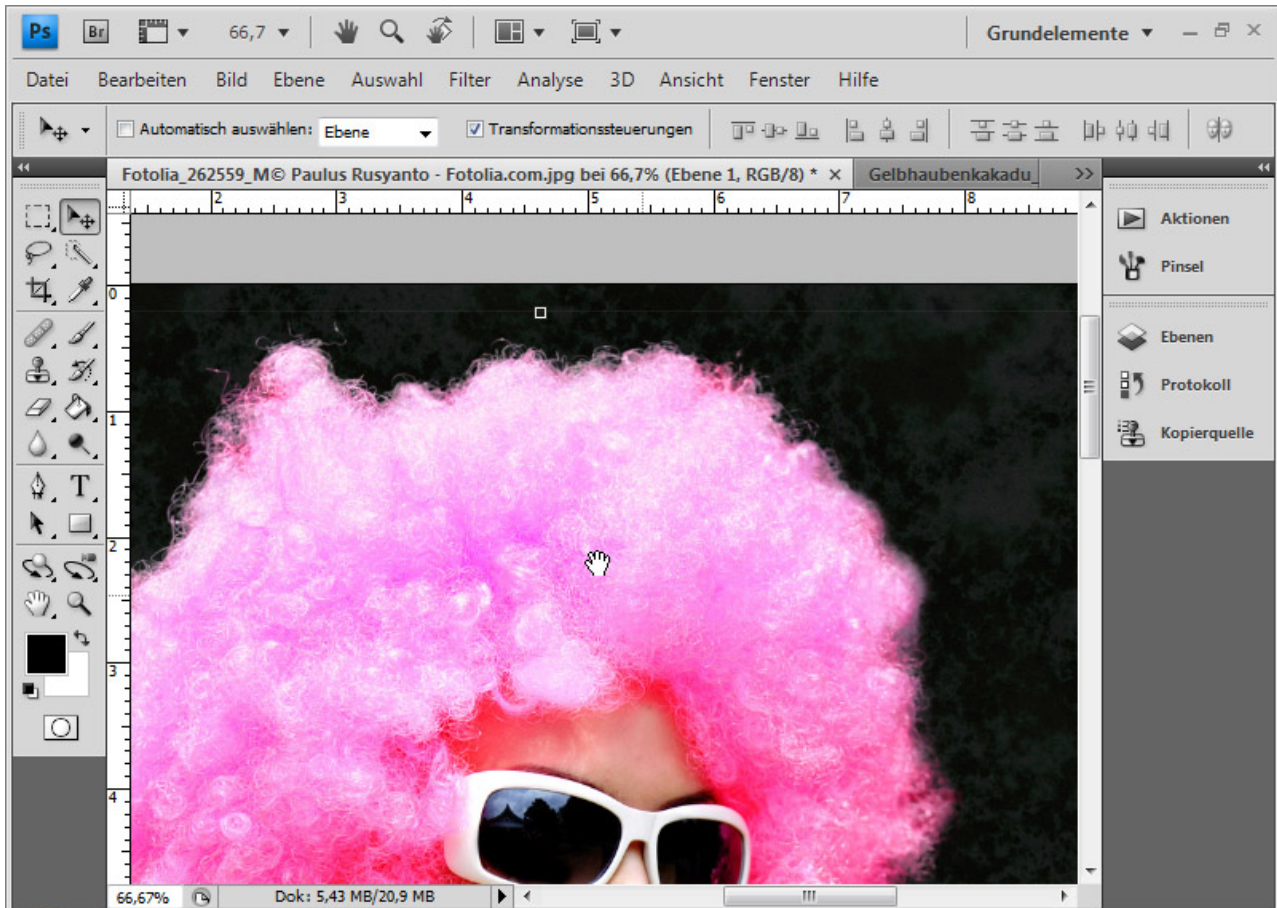 Ps Br 66,7 Grundelemente
Datei Bearbeiten Bild Ebene Auswahl Filter Analyse 3D Ansicht Fenster Hilfe
Automatisch auswählen: Ebene Transformationssteuerungen
Fotolia_262559_M© Paulus Rusyanto - Fotolia.com.jpg bei 66,7% (Ebene 1, RGB/8) * × Gelbhaubenkakadu_ >>
2 3 4 5 6 7 8
Aktionen
Pinsel
Ebenen
Protokoll
Kopierquelle
0
1
2
3
4
T
66,67% Dok: 5,43 MB/20,9 MB